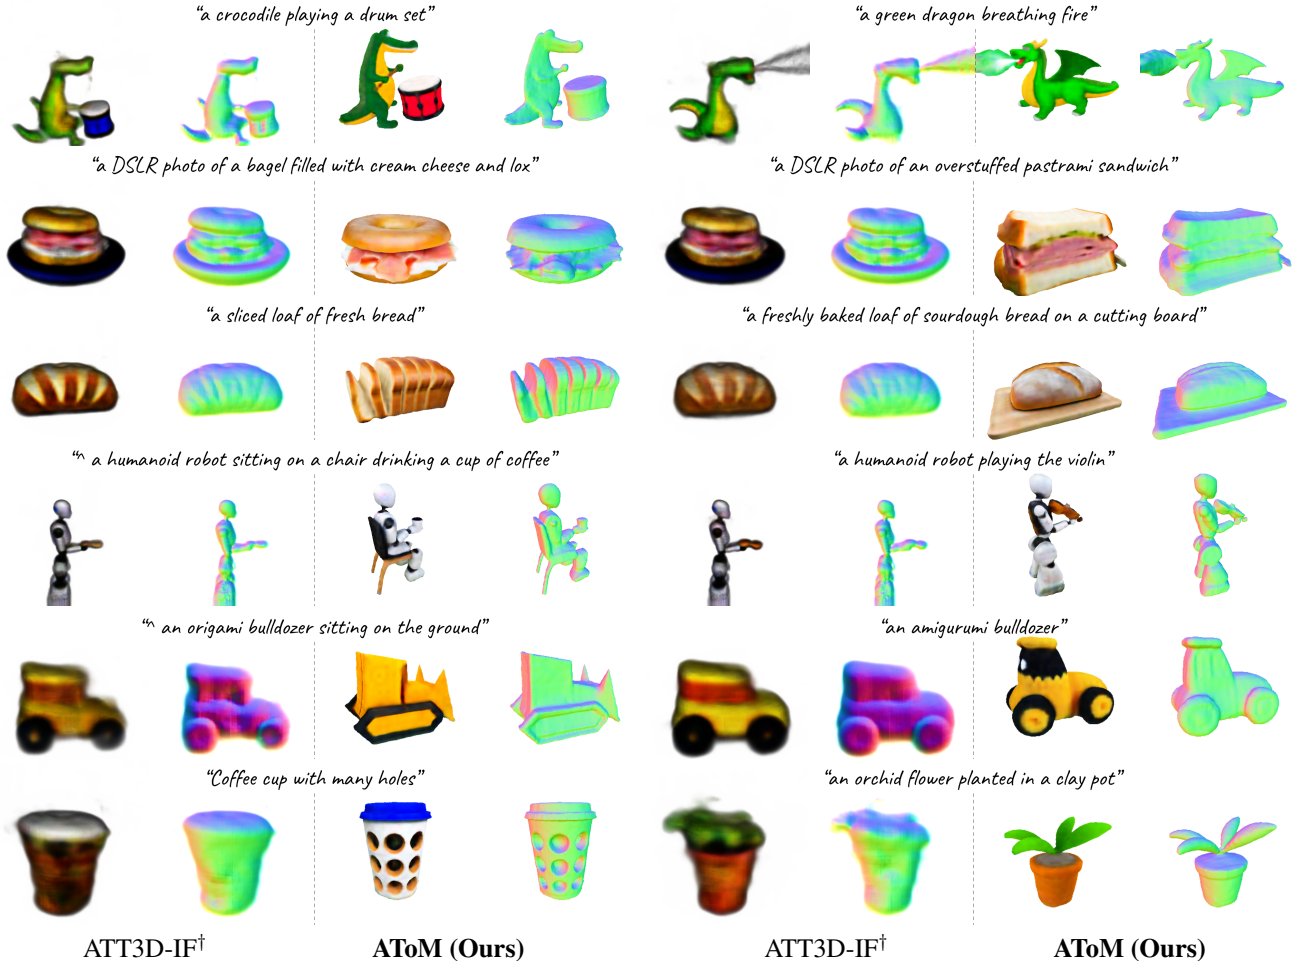 “a crocodile playing a drum set”
“a green dragon breathing fire”
“a DSLR photo of a bagel filled with cream cheese and lox”
“a DSLR photo of an overstuffed pastrami sandwich”
“a sliced loaf of fresh bread”
“a freshly baked loaf of sourdough bread on a cutting board”
“^ a humanoid robot sitting on a chair drinking a cup of coffee”
“a humanoid robot playing the violin”
“^ an origami bulldozer sitting on the ground”
“an amigurumi bulldozer”
“Coffee cup with many holes”
“an orchid flower planted in a clay pot”
ATT3D-IF† AToM (Ours) ATT3D-IF† AToM (Ours)